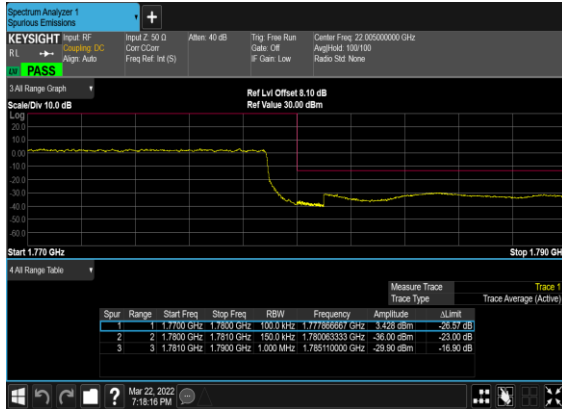 Spectrum Analyzer 1
Spurious Emissions
+
KEYSIGHT Input: RF Input Z: 50 Ω Atten: 40 dB Trig: Free Run Center Freq: 22.005000000 GHz
RL Coupling: DC Corr CCorr Gate: Off Avg|Hold: 100/100
Align: Auto Freq Ref: Int (S) IF Gain: Low Radio Std: None
PASS
3 All Range Graph Ref Lvl Offset 8.10 dB
Scale/Div 10.0 dB Ref Value 30.00 dBm
Log
20.0
10.0
0.00
-10.0
-20.0
-30.0
-40.0
-50.0
-60.0
Start 1.770 GHz Stop 1.790 GHz
4 All Range Table
Measure Trace Trace 1
Trace Type Trace Average (Active)
Spur Range Start Freq Stop Freq RBW Frequency Amplitude ΔLimit
1 1 1.7700 GHz 1.7800 GHz 100.0 kHz 1.777866667 GHz 3.428 dBm -26.57 dB
2 2 1.7800 GHz 1.7810 GHz 150.0 kHz 1.780063333 GHz -36.00 dBm -23.00 dB
3 3 1.7810 GHz 1.7900 GHz 1.000 MHz 1.785110000 GHz -29.90 dBm -16.90 dB
? Mar 22, 2022
7:18:16 PM